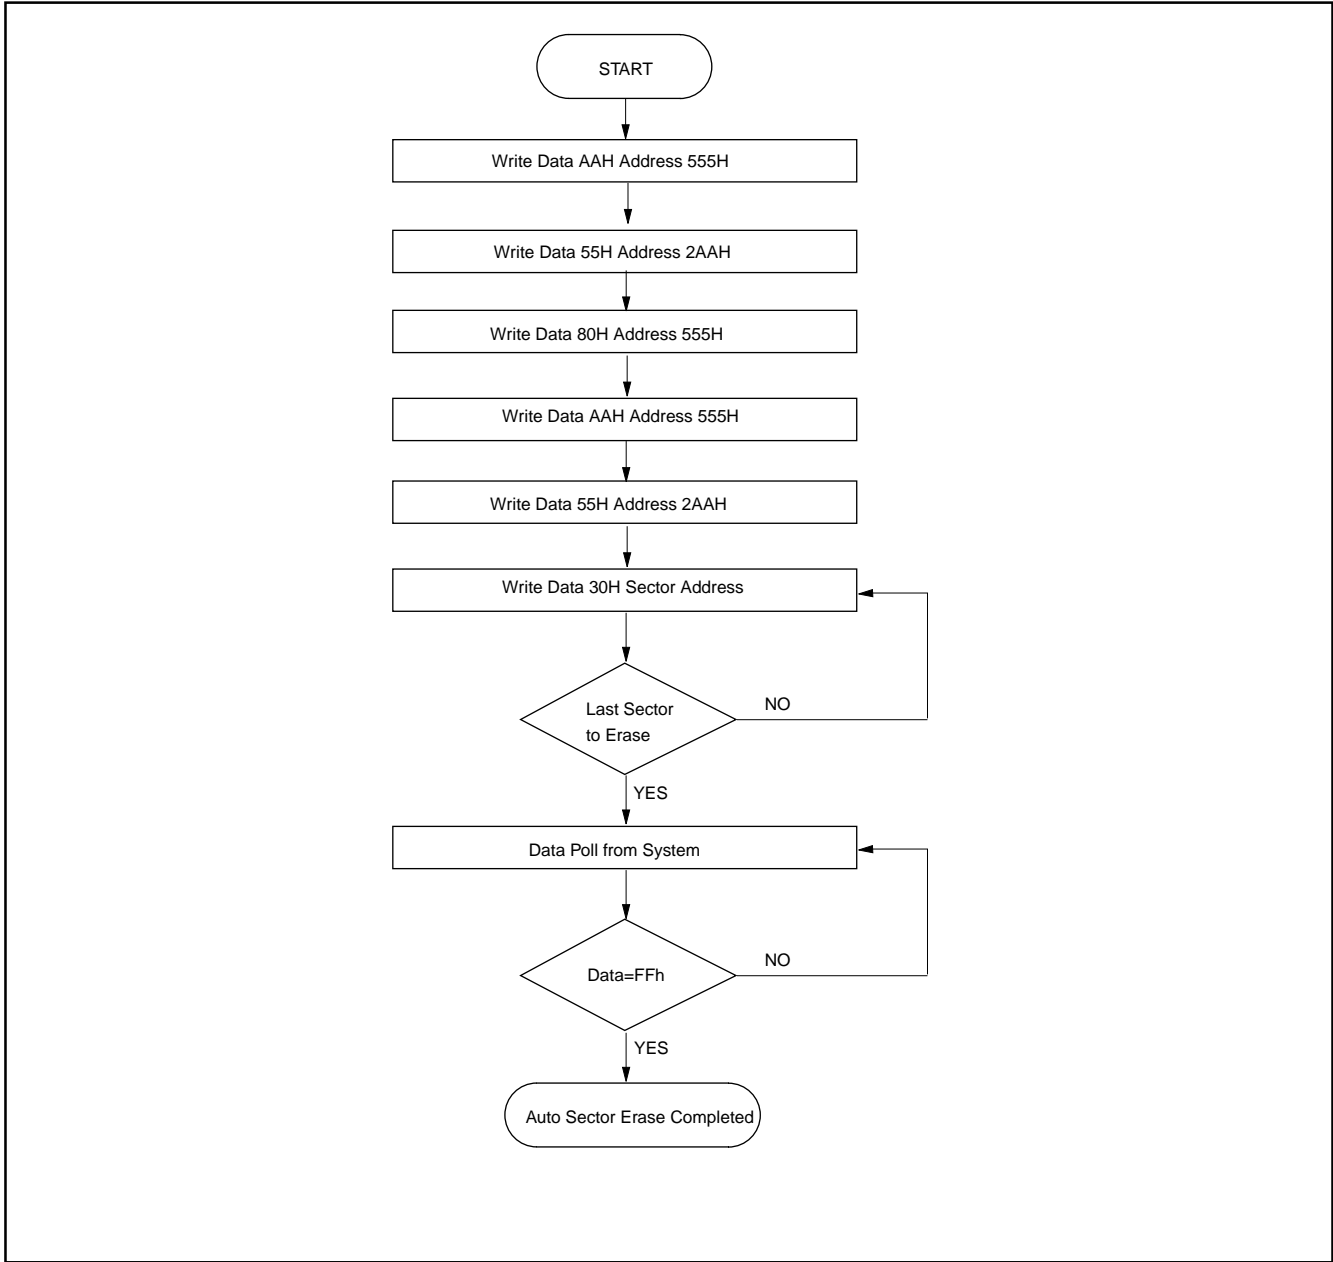 START
Write Data AAH Address 555H
Write Data 55H Address 2AAH
Write Data 80H Address 555H
Write Data AAH Address 555H
Write Data 55H Address 2AAH
Write Data 30H Sector Address
Last Sector
to Erase
NO
YES
Data Poll from System
Data=FFh
NO
YES
Auto Sector Erase Completed